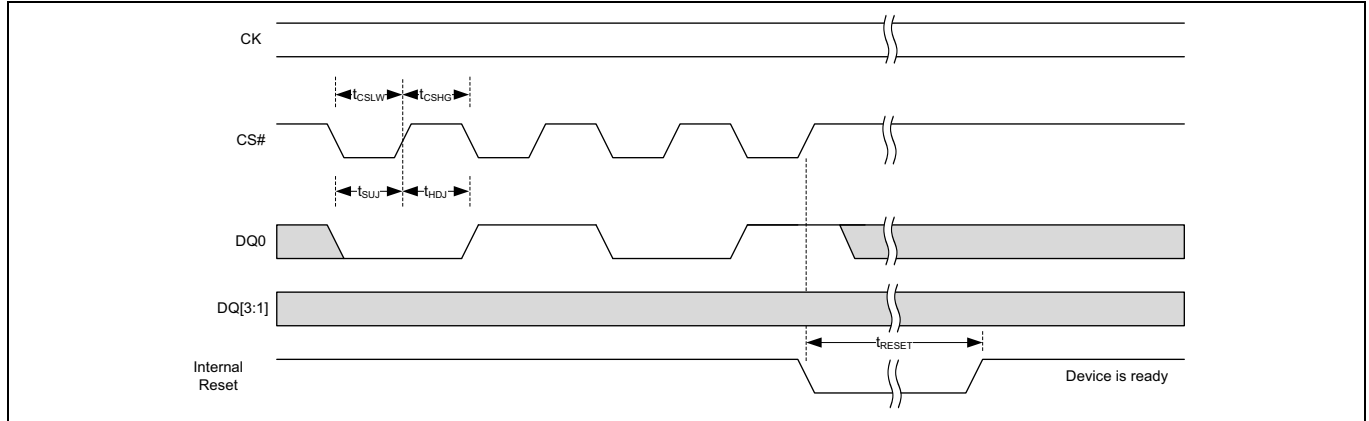 CK
tCSLW tCSHG
CS#
tSUJ tHDJ
DQ0
DQ[3:1]
tRESET
Internal
Reset
Device is ready